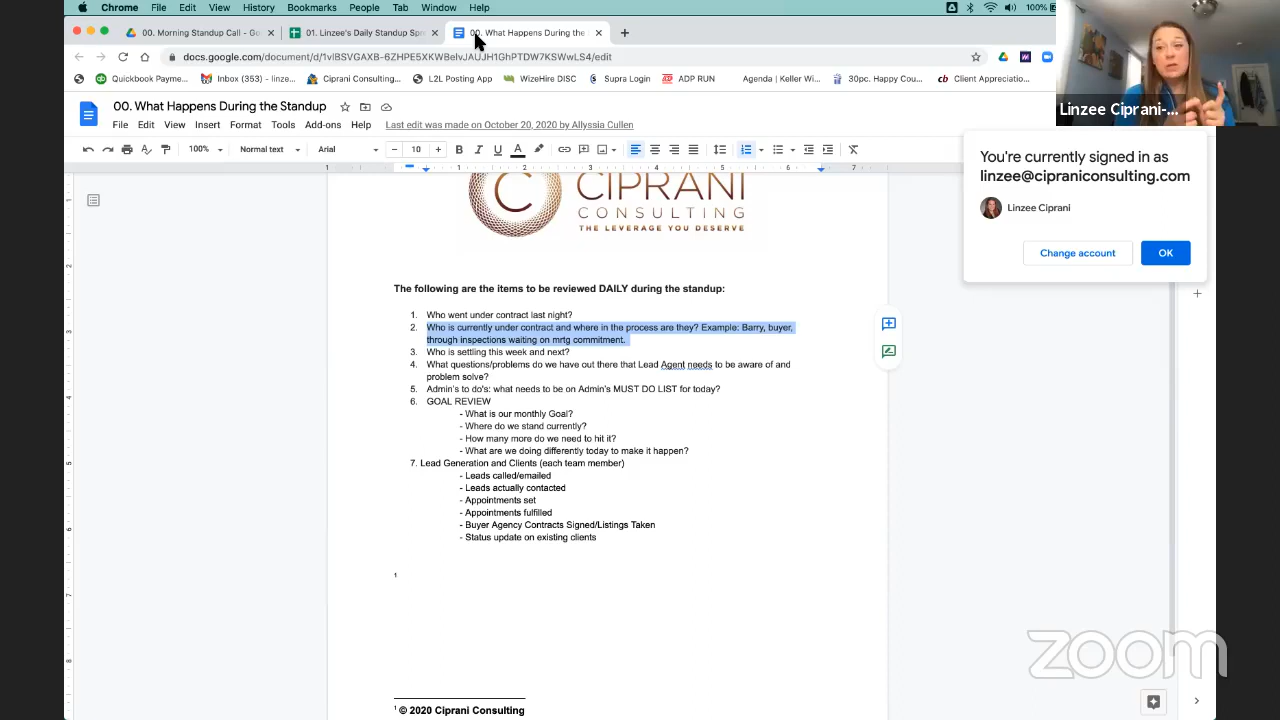 Chrome File Edit View History Bookmarks People Tab Window Help 100%
00. Morning Standup Call - Go 01. Linzee's Daily Standup Spre 00. What Happens During the
docs.google.com/document/d/1vlBSVGAXB-6ZHPE5XKWBelvJAUJH1GhPTDW7KSWwLS4/edit
Quickbook Payme... Inbox (353) - linze... Ciprani Consulting... L2L Posting App WizeHire DISC Supra Login ADP RUN Agenda | Keller Wi... 30pc. Happy Cou... cb Client Appreciatio...
Linzee Ciprani-...
00. What Happens During the Standup
File Edit View Insert Format Tools Add-ons Help Last edit was made on October 20, 2020 by Allyssia Cullen
100% Normal text Arial 10 B I U A
You're currently signed in as
linzee@cipraniconsulting.com
Linzee Ciprani
Change account OK
C CIPRANI
CONSULTING
THE LEVERAGE YOU DESERVE
The following are the items to be reviewed DAILY during the standup:
1. Who went under contract last night?
2. Who is currently under contract and where in the process are they? Example: Barry, buyer,
through inspections waiting on mrtg commitment.
3. Who is settling this week and next?
4. What questions/problems do we have out there that Lead Agent needs to be aware of and
problem solve?
5. Admin's to do's: what needs to be on Admin's MUST DO LIST for today?
6. GOAL REVIEW
- What is our monthly Goal?
- Where do we stand currently?
- How many more do we need to hit it?
- What are we doing differently today to make it happen?
7. Lead Generation and Clients (each team member)
- Leads called/emailed
- Leads actually contacted
- Appointments set
- Appointments fulfilled
- Buyer Agency Contracts Signed/Listings Taken
- Status update on existing clients
1
zoom
1 © 2020 Ciprani Consulting